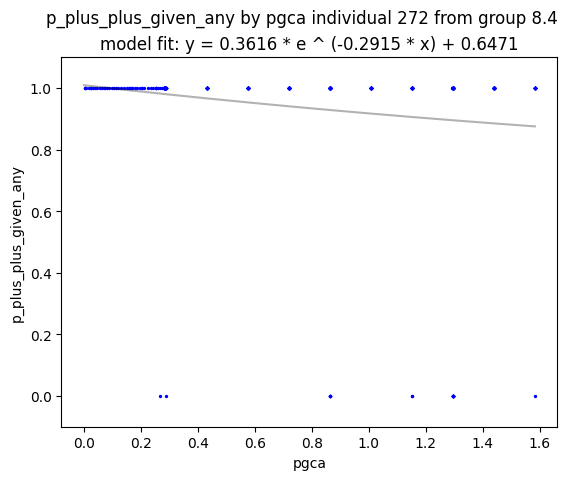 p_plus_plus_given_any by pgca individual 272 from group 8.4
model fit: y = 0.3616 * e ^ (-0.2915 * x) + 0.6471
1.0
0.8
0.6
0.4
0.2
0.0
p_plus_plus_given_any
0.0 0.2 0.4 0.6 0.8 1.0 1.2 1.4 1.6
pgca